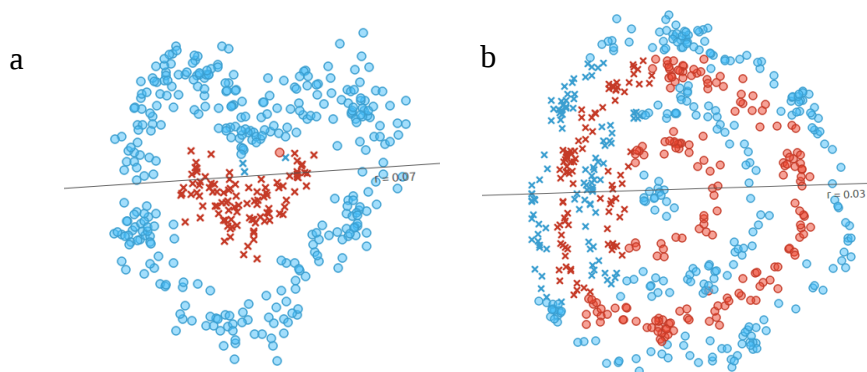 a
b
r = 0.07
r = 0.03